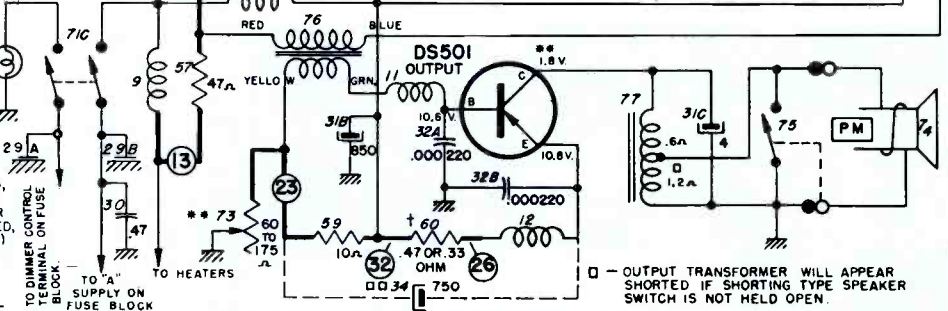 RED
76
BLUE
71C
DS501
OUTPUT
**
1.8V.
9
57
47Ω
YELLOW
GRN.
11
C
B
E
10.6V.
10.8V.
77
31C
4
75
PM
74
31B
850
32A
.000220
.6Ω
□
1.2Ω
29A
29B
13
32B
.000220
23
30
47
** 73
60
TO
175
Ω
59
10Ω
† 60
.47 OR .33
OHM
12
32
26
TO DIMMER CONTROL
TERMINAL ON FUSE
BLOCK.
TO "A"
SUPPLY ON
FUSE BLOCK
TO HEATERS
□□ 34
750
□ – OUTPUT TRANSFORMER WILL APPEAR
SHORTED IF SHORTING TYPE SPEAKER
SWITCH IS NOT HELD OPEN.